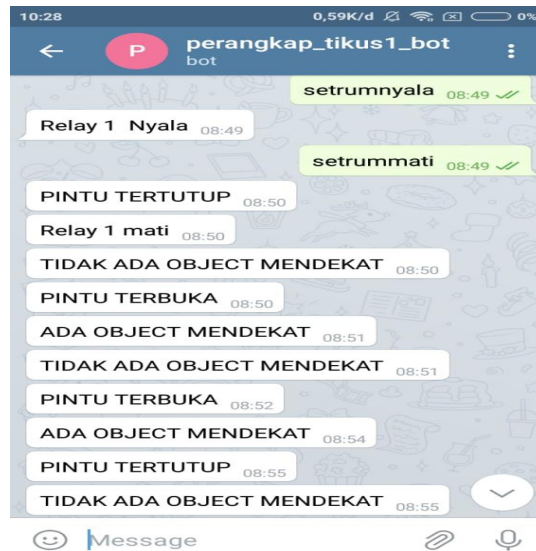 10:28
0,59K/d 0%
P
perangkap_tikus1_bot
bot
setrumnyala 08:49
Relay 1 Nyala 08:49
setrummati 08:49
PINTU TERTUTUP 08:50
Relay 1 mati 08:50
TIDAK ADA OBJECT MENDEKAT 08:50
PINTU TERBUKA 08:50
ADA OBJECT MENDEKAT 08:51
TIDAK ADA OBJECT MENDEKAT 08:51
PINTU TERBUKA 08:52
ADA OBJECT MENDEKAT 08:54
PINTU TERTUTUP 08:55
TIDAK ADA OBJECT MENDEKAT 08:55
Message